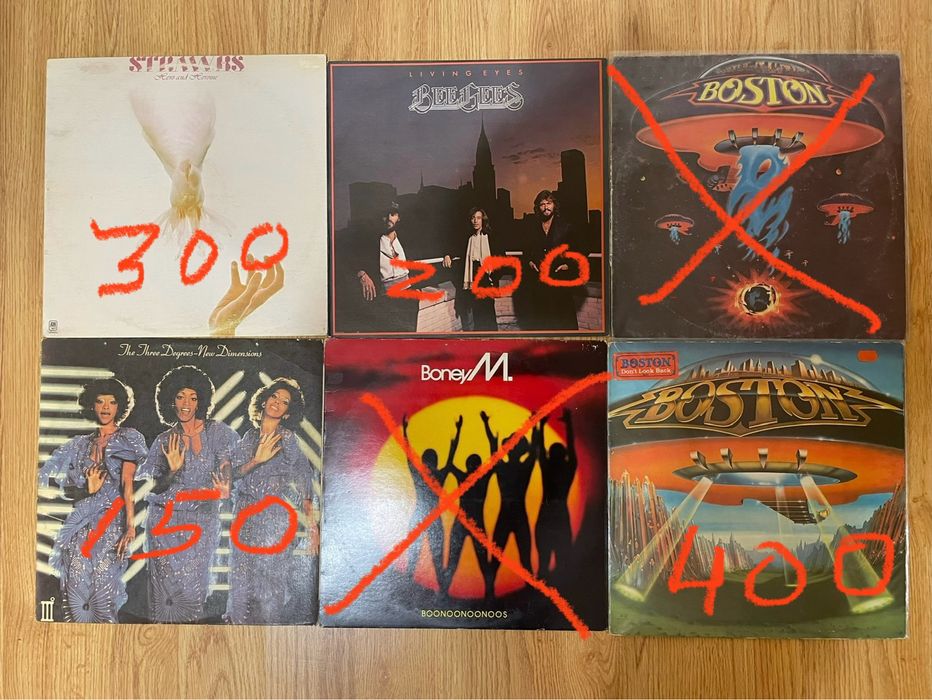 STRAWBS
Hero and Heroine
300
LIVING EYES
BEE GEES
200
BOSTON
The Three Degrees-New Dimensions
150
Boney M.
BOONOONOONOOS
BOSTON
Don't Look Back
BOSTON
400